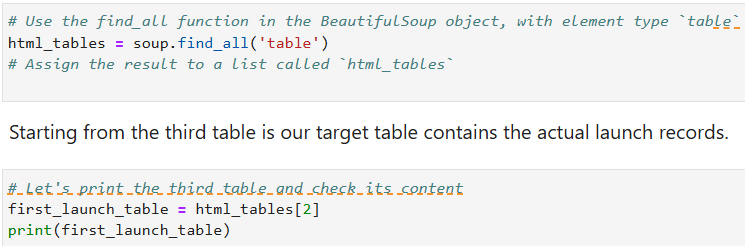 # Use the find_all function in the BeautifulSoup object, with element type `table`
html_tables = soup.find_all('table')
# Assign the result to a list called `html_tables`
Starting from the third table is our target table contains the actual launch records.
# Let's print the third table and check its content
first_launch_table = html_tables[2]
print(first_launch_table)